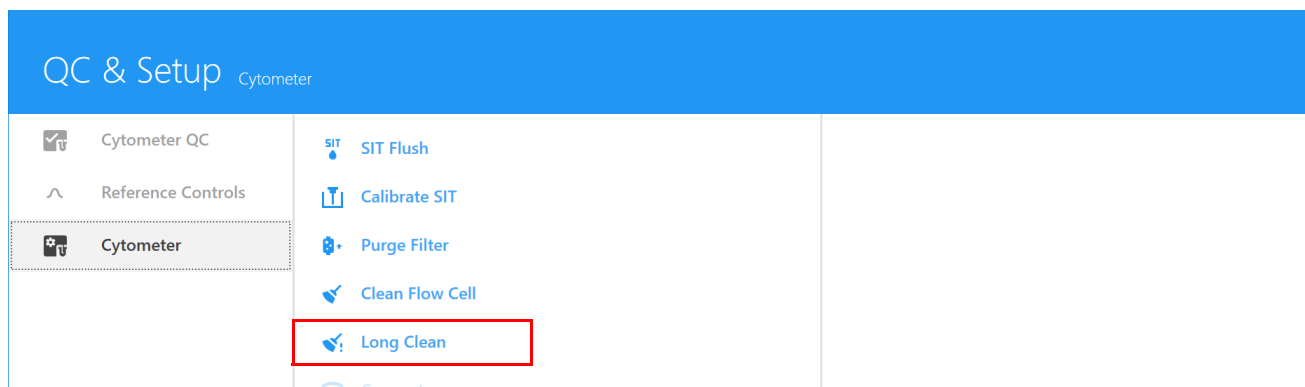 QC & Setup Cytometer
Cytometer QC
Reference Controls
Cytometer
SIT SIT Flush
Calibrate SIT
Purge Filter
Clean Flow Cell
Long Clean